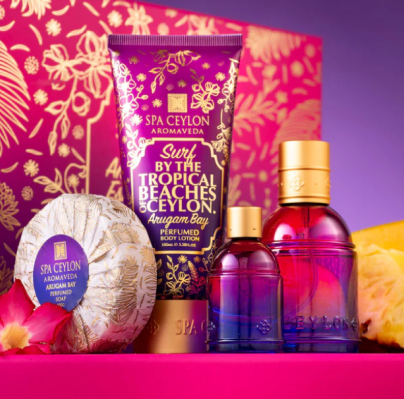 SPA CEYLON
AROMAVEDA
Surf
BY THE
TROPICAL
BEACHES
OF CEYLON.
Arugam Bay
PERFUMED
BODY LOTION
SPA
SPA CEYLON
AROMAVEDA
ARUGAM BAY
PERFUMED
SOAP
CEYLON